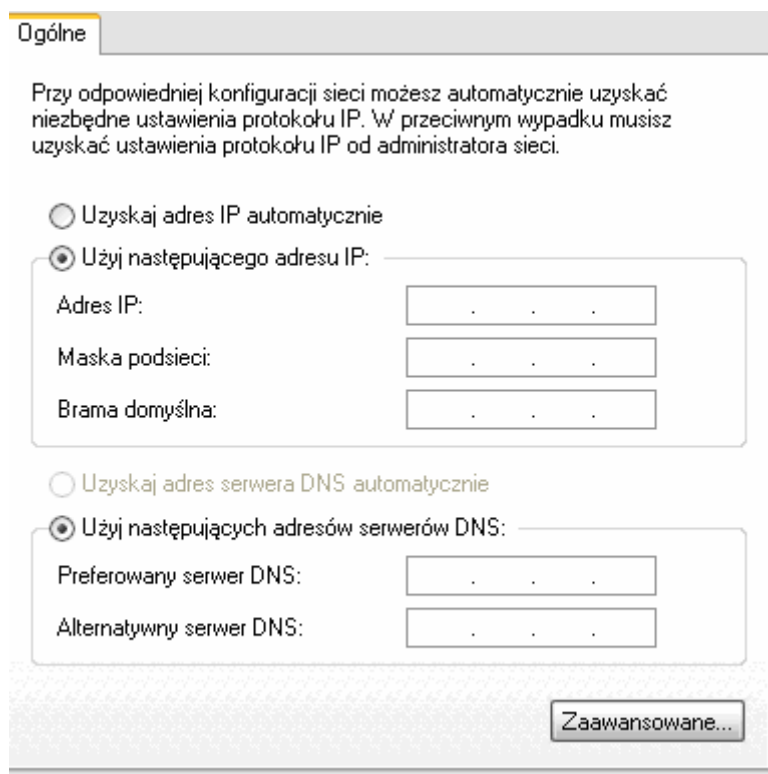 Ogólne
Przy odpowiedniej konfiguracji sieci możesz automatycznie uzyskać
niezbędne ustawienia protokołu IP. W przeciwnym wypadku musisz
uzyskać ustawienia protokołu IP od administratora sieci.
Uzyskaj adres IP automatycznie
Użyj następującego adresu IP:
Adres IP: . . .
Maska podsieci: . . .
Brama domyślna: . . .
Uzyskaj adres serwera DNS automatycznie
Użyj następujących adresów serwerów DNS:
Preferowany serwer DNS: . . .
Alternatywny serwer DNS: . . .
Zaawansowane...